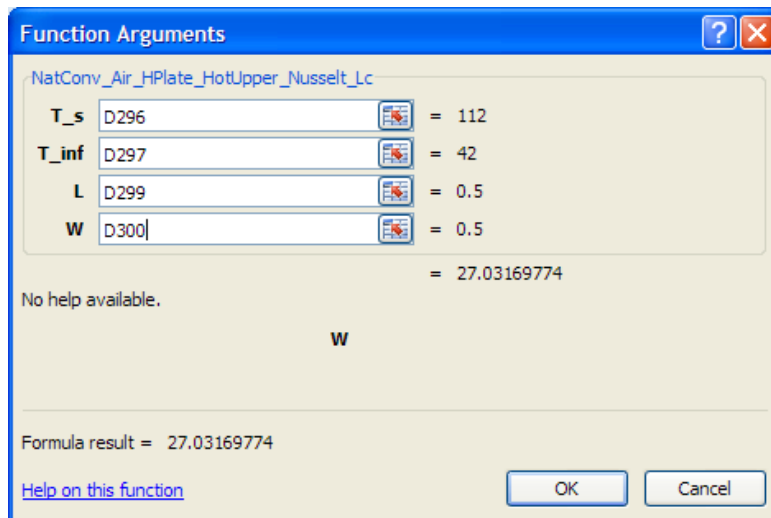 Function Arguments
NatConv_Air_HPlate_HotUpper_Nusselt_Lc
T_s D296 = 112
T_inf D297 = 42
L D299 = 0.5
W D300 = 0.5
= 27.03169774
No help available.
W
Formula result = 27.03169774
Help on this function OK Cancel